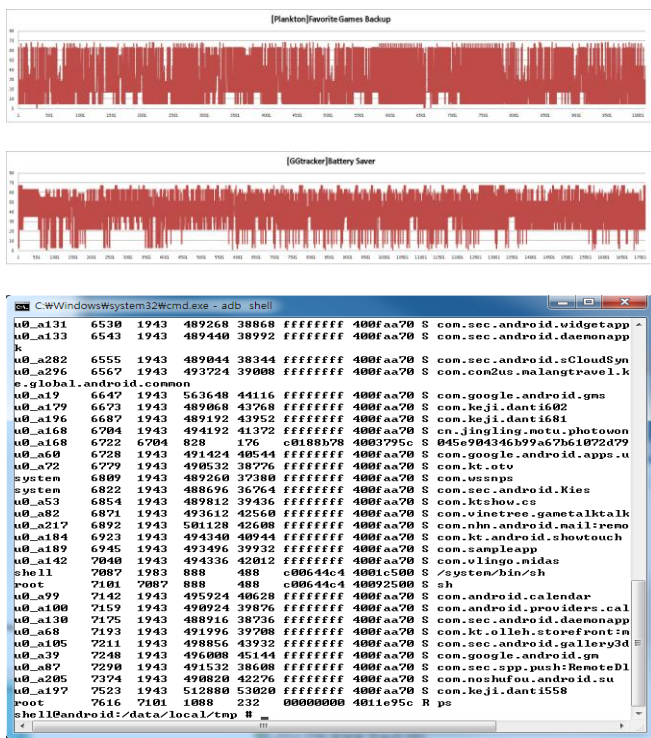 [Plankton]Favorite Games Backup
[GGtracker]Battery Saver
C:₩Windows₩system32₩cmd.exe - adb shell
u0_a131 6530 1943 489268 38868 ffffffff 400faa70 S com.sec.android.widgetapp
u0_a133 6543 1943 489440 38992 ffffffff 400faa70 S com.sec.android.daemonapp
k
u0_a282 6555 1943 489044 38344 ffffffff 400faa70 S com.sec.android.sCloudSyn
u0_a296 6567 1943 493724 39008 ffffffff 400faa70 S com.com2us.malangtravel.k
e.global.android.common
u0_a19 6647 1943 563648 44116 ffffffff 400faa70 S com.google.android.gms
u0_a179 6673 1943 489068 43768 ffffffff 400faa70 S com.keji.danti602
u0_a196 6687 1943 489192 43952 ffffffff 400faa70 S com.keji.danti681
u0_a168 6704 1943 494192 41372 ffffffff 400faa70 S cn.jingling.motu.photowon
u0_a168 6722 6704 828 176 c0188b78 4003795c S 045e904346b99a67b61072d79
u0_a60 6728 1943 491424 40544 ffffffff 400faa70 S com.google.android.apps.u
u0_a72 6779 1943 490532 38776 ffffffff 400faa70 S com.kt.otv
system 6809 1943 489260 37380 ffffffff 400faa70 S com.wssnps
system 6822 1943 488696 36764 ffffffff 400faa70 S com.sec.android.Kies
u0_a53 6854 1943 489812 39436 ffffffff 400faa70 S com.ktshow.cs
u0_a82 6871 1943 493612 42560 ffffffff 400faa70 S com.vinetree.gametalktalk
u0_a217 6892 1943 501128 42608 ffffffff 400faa70 S com.nhn.android.mail:remo
u0_a184 6923 1943 494340 40944 ffffffff 400faa70 S com.kt.android.showtouch
u0_a189 6945 1943 493496 39932 ffffffff 400faa70 S com.sampleapp
u0_a142 7040 1943 494336 42012 ffffffff 400faa70 S com.vlingo.midas
shell 7087 1983 888 488 c00644c4 4001c500 S /system/bin/sh
root 7101 7087 888 488 c00644c4 40092500 S sh
u0_a99 7142 1943 495924 40628 ffffffff 400faa70 S com.android.calendar
u0_a100 7159 1943 490924 39876 ffffffff 400faa70 S com.android.providers.cal
u0_a130 7175 1943 488916 38736 ffffffff 400faa70 S com.sec.android.daemonapp
u0_a68 7193 1943 491996 39708 ffffffff 400faa70 S com.kt.olleh.storefront:m
u0_a105 7211 1943 498856 43932 ffffffff 400faa70 S com.sec.android.gallery3d
u0_a39 7248 1943 496008 45144 ffffffff 400faa70 S com.google.android.gm
u0_a87 7290 1943 491532 38608 ffffffff 400faa70 S com.sec.spp.push:RemoteDl
u0_a205 7374 1943 490820 42276 ffffffff 400faa70 S com.noshufou.android.su
u0_a197 7523 1943 512880 53020 ffffffff 400faa70 S com.keji.danti558
root 7616 7101 1088 232 00000000 4011e95c R ps
shell@android:/data/local/tmp # _